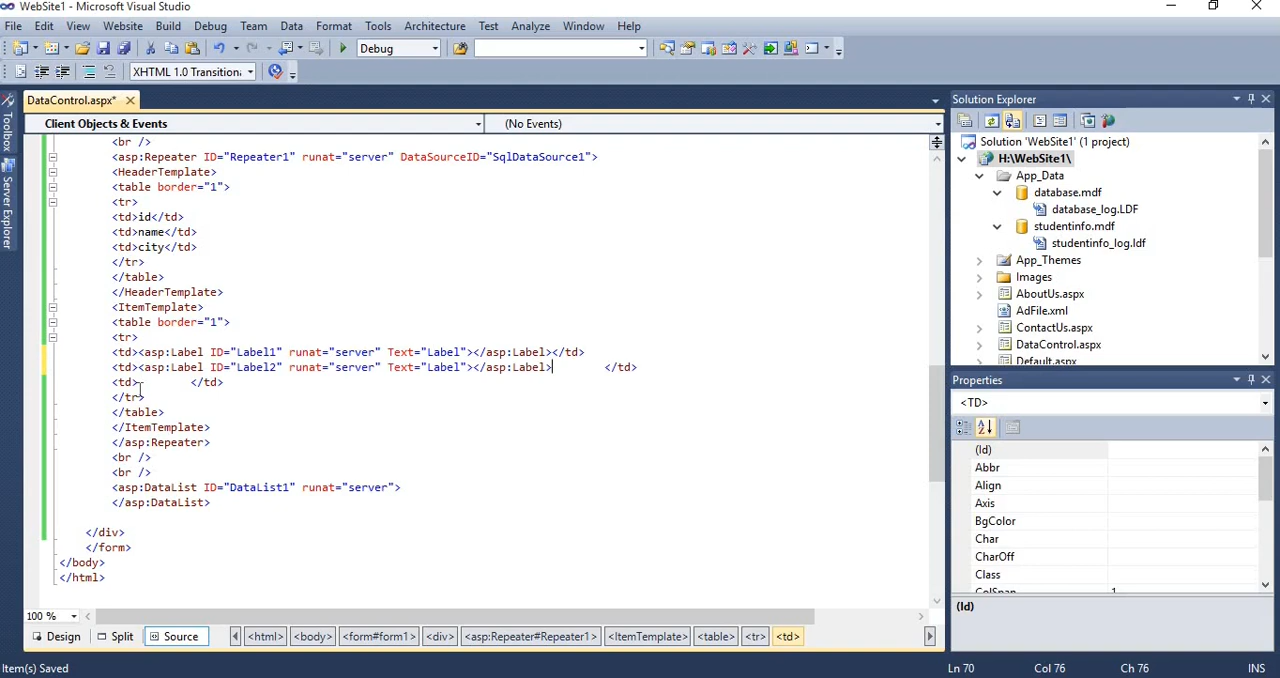 WebSite1 - Microsoft Visual Studio
File Edit View Website Build Debug Team Data Format Tools Architecture Test Analyze Window Help
Debug
XHTML 1.0 Transition
DataControl.aspx*
Client Objects & Events (No Events)
Toolbox
Server Explorer
<br />
<asp:Repeater ID="Repeater1" runat="server" DataSourceID="SqlDataSource1">
<HeaderTemplate>
<table border="1">
<tr>
<td>id</td>
<td>name</td>
<td>city</td>
</tr>
</table>
</HeaderTemplate>
<ItemTemplate>
<table border="1">
<tr>
<td><asp:Label ID="Label1" runat="server" Text="Label"></asp:Label></td>
<td><asp:Label ID="Label2" runat="server" Text="Label"></asp:Label> </td>
<td> </td>
</tr>
</table>
</ItemTemplate>
</asp:Repeater>
<br />
<br />
<asp:DataList ID="DataList1" runat="server">
</asp:DataList>
</div>
</form>
</body>
</html>
100 %
Design Split Source <html> <body> <form#form1> <div> <asp:Repeater#Repeater1> <ItemTemplate> <table> <tr> <td>
Solution Explorer
Solution 'WebSite1' (1 project)
H:\WebSite1\
App_Data
database.mdf
database_log.LDF
studentinfo.mdf
studentinfo_log.ldf
App_Themes
Images
AboutUs.aspx
AdFile.xml
ContactUs.aspx
DataControl.aspx
Default.aspx
Properties
<TD>
(Id)
Abbr
Align
Axis
BgColor
Char
CharOff
Class
ColSpan 1
(Id)
Item(s) Saved Ln 70 Col 76 Ch 76 INS